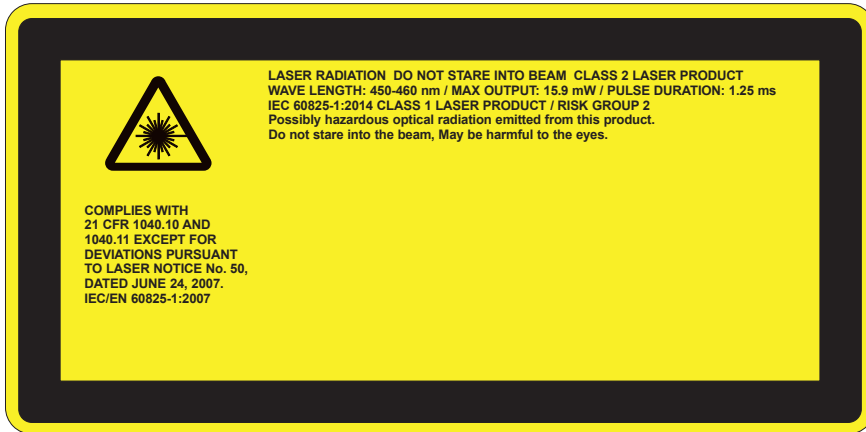 LASER RADIATION  DO NOT STARE INTO BEAM  CLASS 2 LASER PRODUCT
WAVE LENGTH: 450-460 nm / MAX OUTPUT: 15.9 mW / PULSE DURATION: 1.25 ms
IEC 60825-1:2014 CLASS 1 LASER PRODUCT / RISK GROUP 2
Possibly hazardous optical radiation emitted from this product.
Do not stare into the beam, May be harmful to the eyes.
COMPLIES WITH
21 CFR 1040.10 AND
1040.11 EXCEPT FOR
DEVIATIONS PURSUANT
TO LASER NOTICE No. 50,
DATED JUNE 24, 2007.
IEC/EN 60825-1:2007